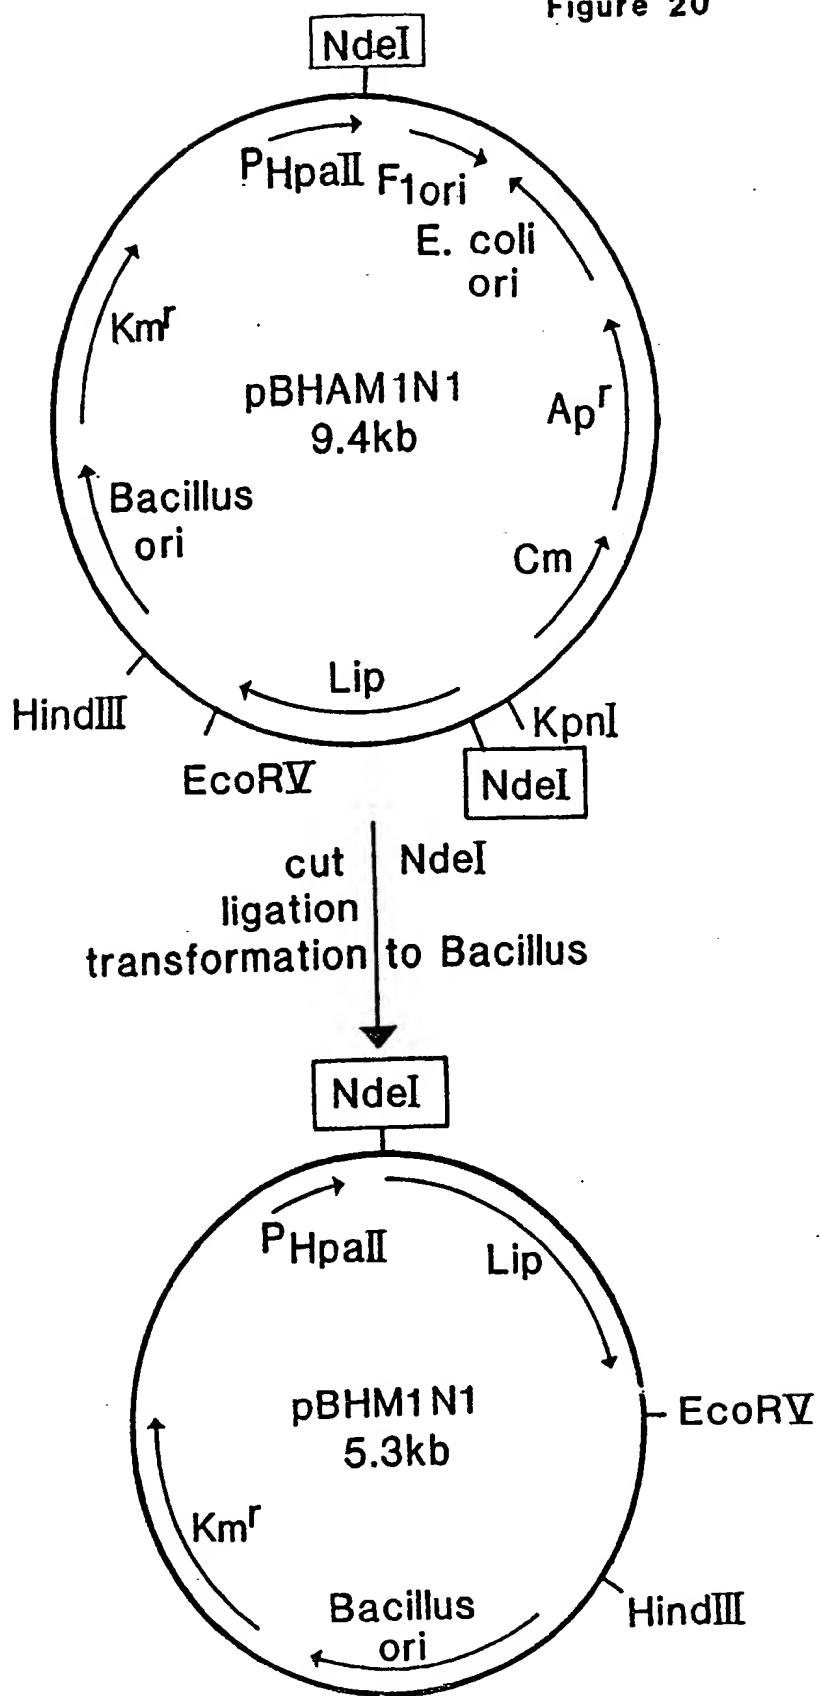 Figure 20
NdeI
PHpaII F1ori
E. coli
ori
Kmr
pBHAM1N1
9.4kb
Apr
Bacillus
ori
Cm
Lip
HindIII
KpnI
EcoRV
NdeI
cut NdeI
ligation
transformation to Bacillus
NdeI
PHpaII
Lip
pBHM1N1
5.3kb
EcoRV
Kmr
Bacillus
ori
HindIII